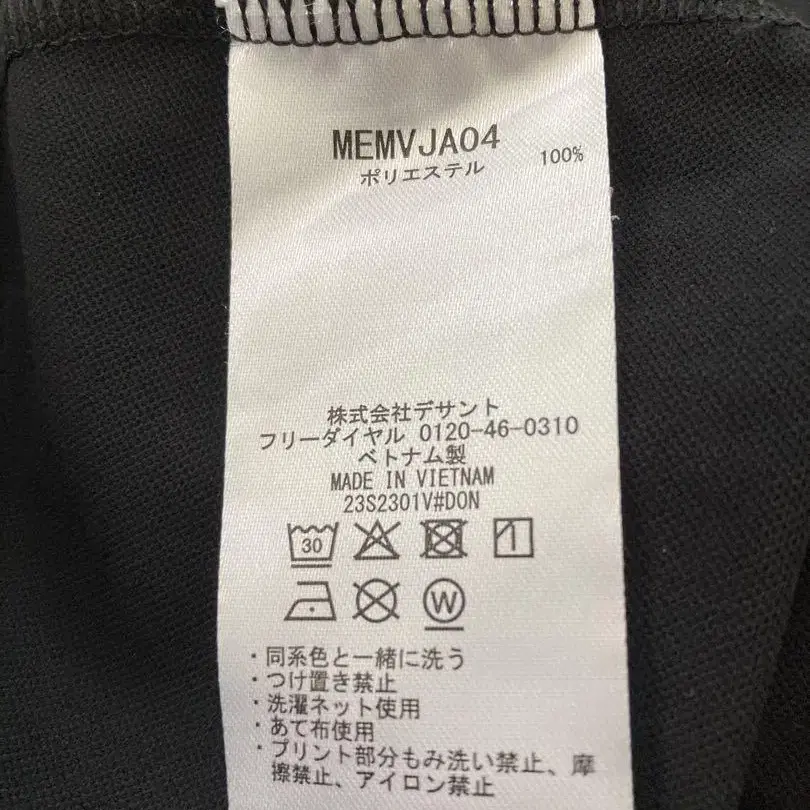 MEMVJA04
ポリエステル 100%
株式会社デサント
フリーダイヤル 0120-46-0310
ベトナム製
MADE IN VIETNAM
23S2301V#DON
30
W
・同系色と一緒に洗う
・つけ置き禁止
・洗濯ネット使用
・あて布使用
・プリント部分もみ洗い禁止、摩
擦禁止、アイロン禁止